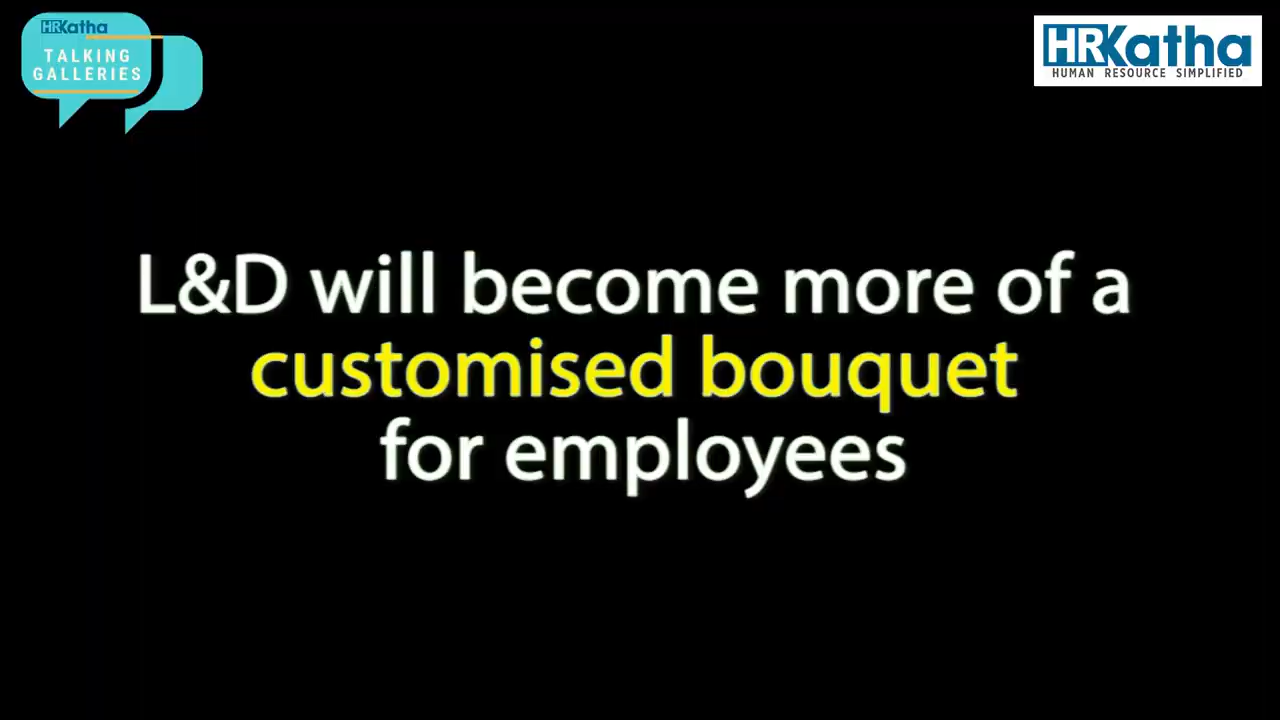 HRKatha
TALKING
GALLERIES
HRKatha
HUMAN RESOURCE SIMPLIFIED
L&D will become more of a
customised bouquet
for employees